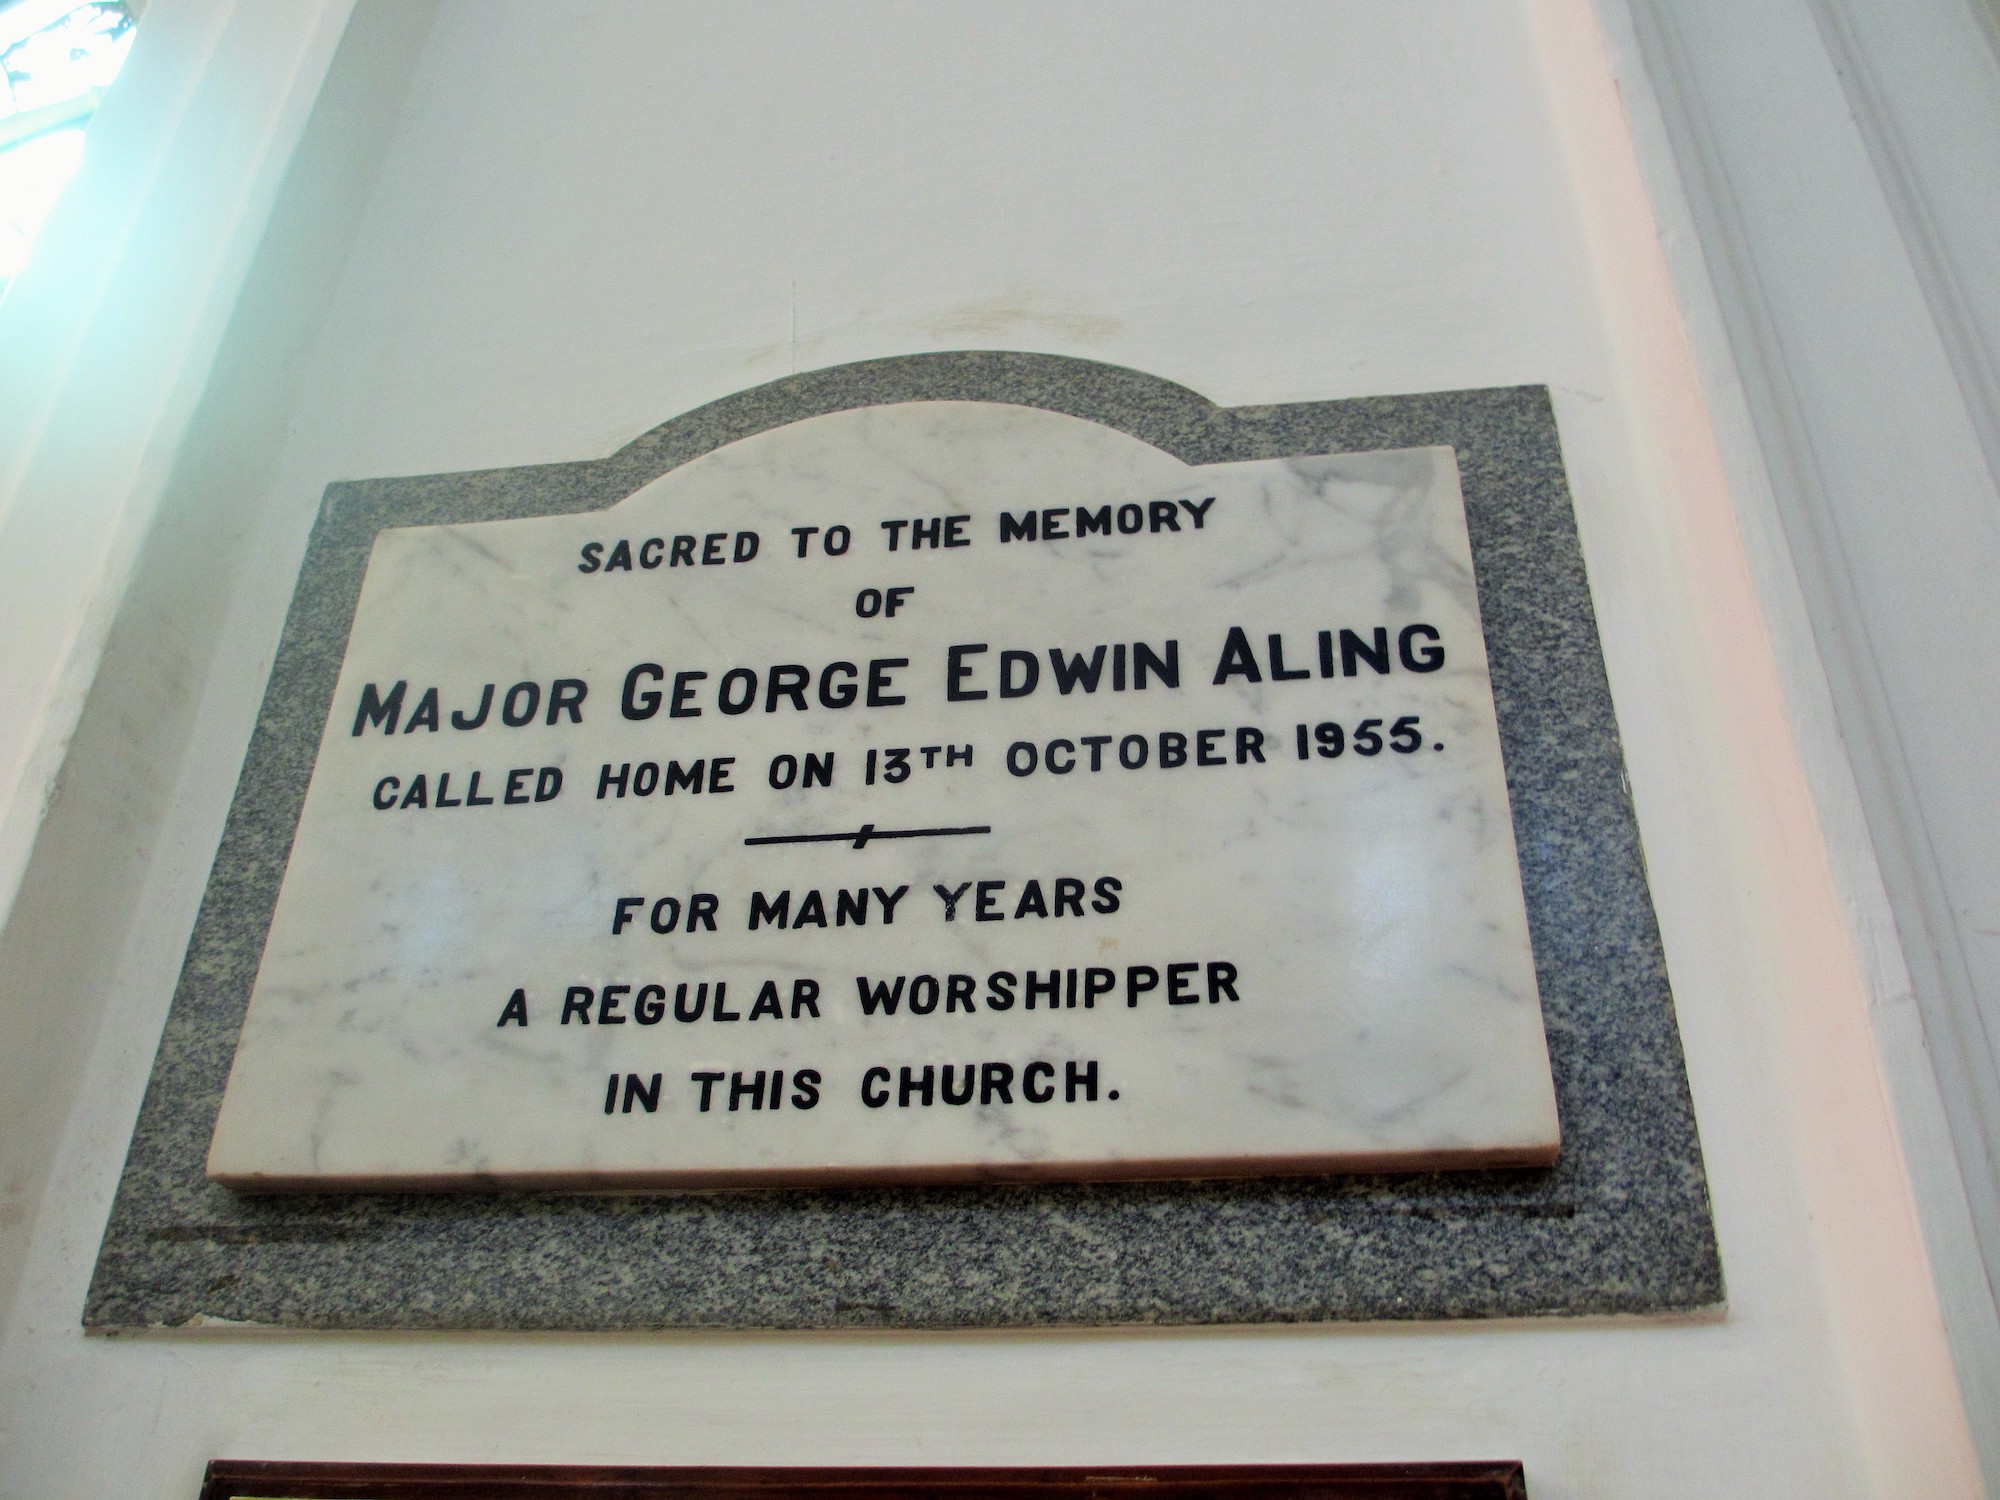 SACRED TO THE MEMORY
OF
MAJOR GEORGE EDWIN ALING
CALLED HOME ON 13TH OCTOBER 1955.
FOR MANY YEARS
A REGULAR WORSHIPPER
IN THIS CHURCH.